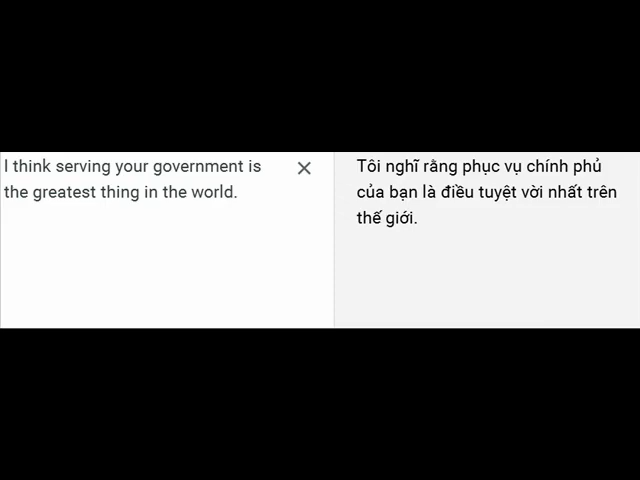 I think serving your government is
the greatest thing in the world.
Tôi nghĩ rằng phục vụ chính phủ
của bạn là điều tuyệt vời nhất trên
thế giới.